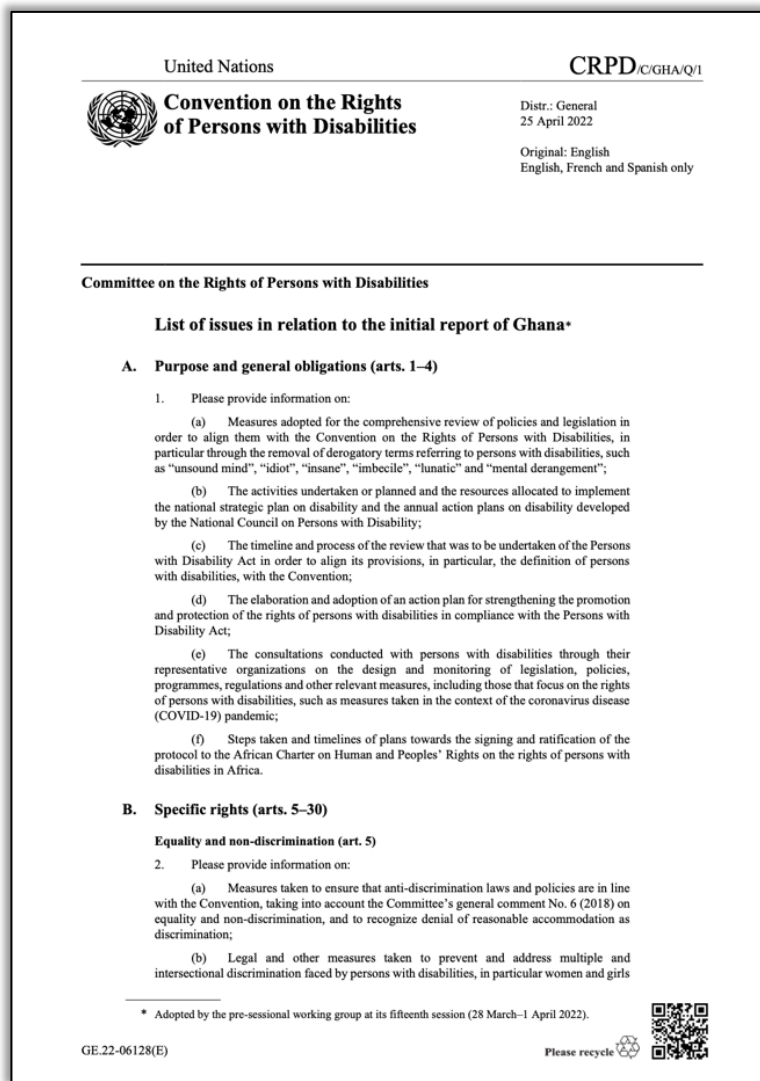 United Nations
CRPD/C/GHA/Q/1
Convention on the Rights
of Persons with Disabilities
Distr.: General
25 April 2022
Original: English
English, French and Spanish only
Committee on the Rights of Persons with Disabilities
List of issues in relation to the initial report of Ghana*
A. Purpose and general obligations (arts. 1–4)
1. Please provide information on:
(a) Measures adopted for the comprehensive review of policies and legislation in
order to align them with the Convention on the Rights of Persons with Disabilities, in
particular through the removal of derogatory terms referring to persons with disabilities, such
as “unsound mind”, “idiot”, “insane”, “imbecile”, “lunatic” and “mental derangement”;
(b) The activities undertaken or planned and the resources allocated to implement
the national strategic plan on disability and the annual action plans on disability developed
by the National Council on Persons with Disability;
(c) The timeline and process of the review that was to be undertaken of the Persons
with Disability Act in order to align its provisions, in particular, the definition of persons
with disabilities, with the Convention;
(d) The elaboration and adoption of an action plan for strengthening the promotion
and protection of the rights of persons with disabilities in compliance with the Persons with
Disability Act;
(e) The consultations conducted with persons with disabilities through their
representative organizations on the design and monitoring of legislation, policies,
programmes, regulations and other relevant measures, including those that focus on the rights
of persons with disabilities, such as measures taken in the context of the coronavirus disease
(COVID-19) pandemic;
(f) Steps taken and timelines of plans towards the signing and ratification of the
protocol to the African Charter on Human and Peoples’ Rights on the rights of persons with
disabilities in Africa.
B. Specific rights (arts. 5–30)
Equality and non-discrimination (art. 5)
2. Please provide information on:
(a) Measures taken to ensure that anti-discrimination laws and policies are in line
with the Convention, taking into account the Committee’s general comment No. 6 (2018) on
equality and non-discrimination, and to recognize denial of reasonable accommodation as
discrimination;
(b) Legal and other measures taken to prevent and address multiple and
intersectional discrimination faced by persons with disabilities, in particular women and girls
* Adopted by the pre-sessional working group at its fifteenth session (28 March–1 April 2022).
GE.22-06128(E)
Please recycle